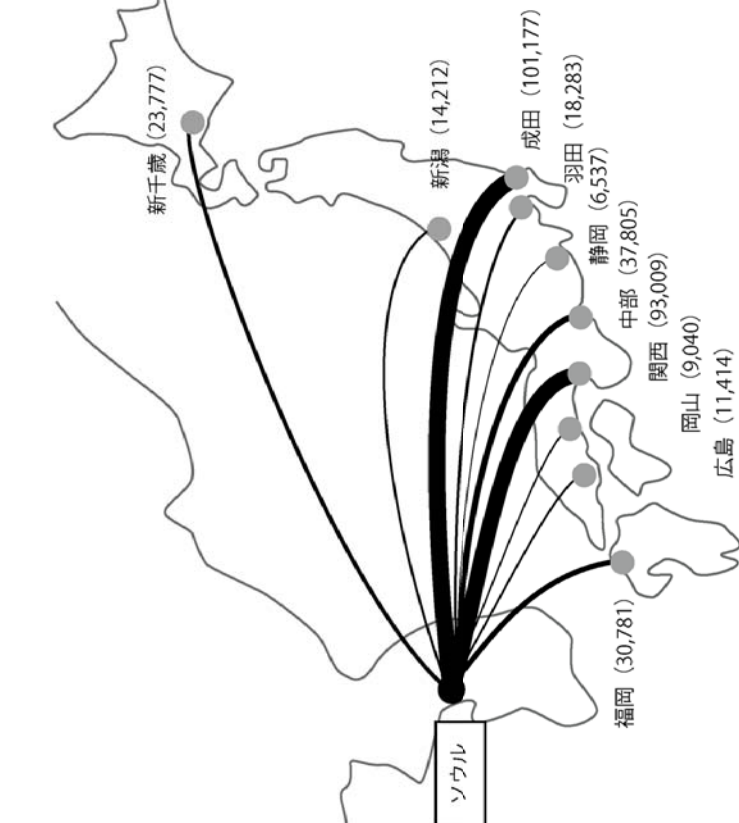 新千歳（23,777）
新潟（14,212）
成田（101,177）
羽田（18,283）
静岡（6,537）
中部（37,805）
関西（93,009）
岡山（9,040）
広島（11,414）
福岡（30,781）
ソウル